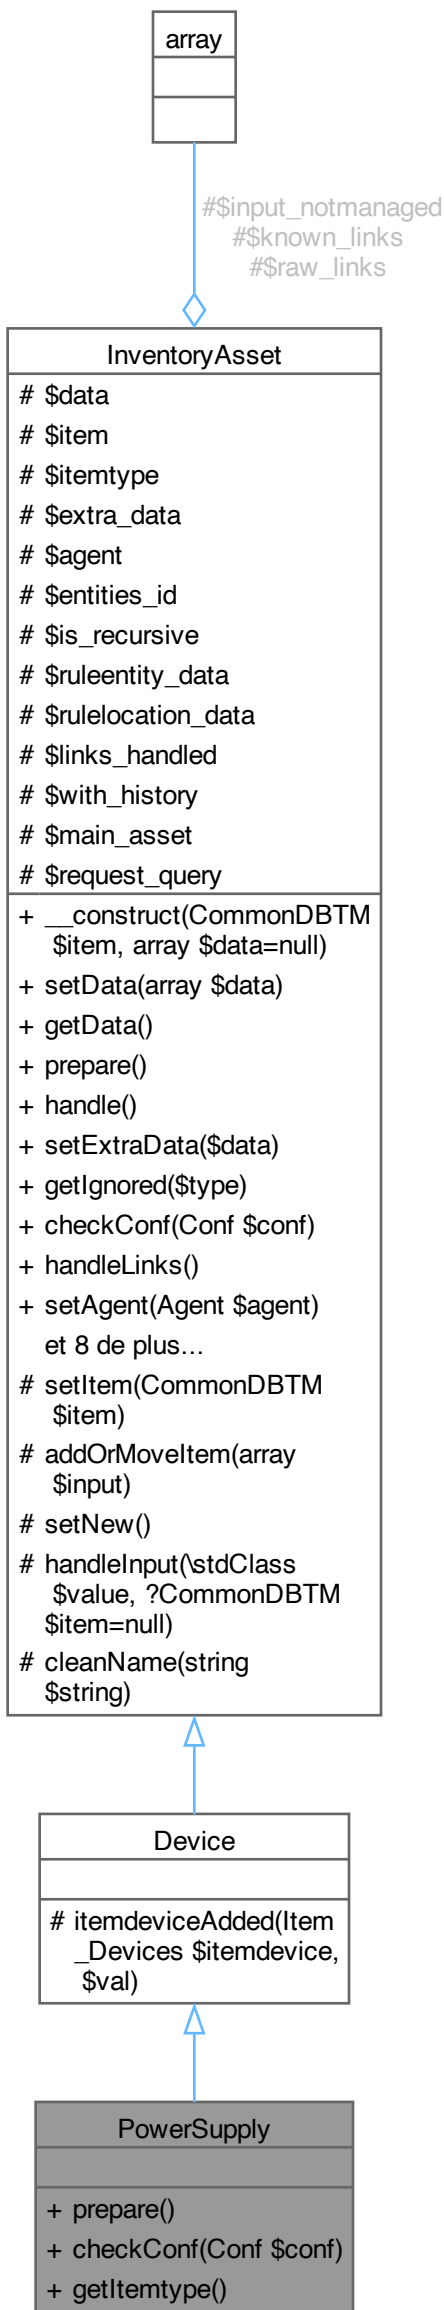 array
#$input_notmanaged
#$known_links
#$raw_links
InventoryAsset
# $data
# $item
# $itemtype
# $extra_data
# $agent
# $entities_id
# $is_recursive
# $ruleentity_data
# $rulelocation_data
# $links_handled
# $with_history
# $main_asset
# $request_query
+ __construct(CommonDBTM
$item, array $data=null)
+ setData(array $data)
+ getData()
+ prepare()
+ handle()
+ setExtraData($data)
+ getIgnored($type)
+ checkConf(Conf $conf)
+ handleLinks()
+ setAgent(Agent $agent)
et 8 de plus...
# setItem(CommonDBTM
$item)
# addOrMoveItem(array
$input)
# setNew()
# handleInput(\stdClass
$value, ?CommonDBTM
$item=null)
# cleanName(string
$string)
Device
# itemdeviceAdded(Item
_Devices $itemdevice,
$val)
PowerSupply
+ prepare()
+ checkConf(Conf $conf)
+ getItemtype()